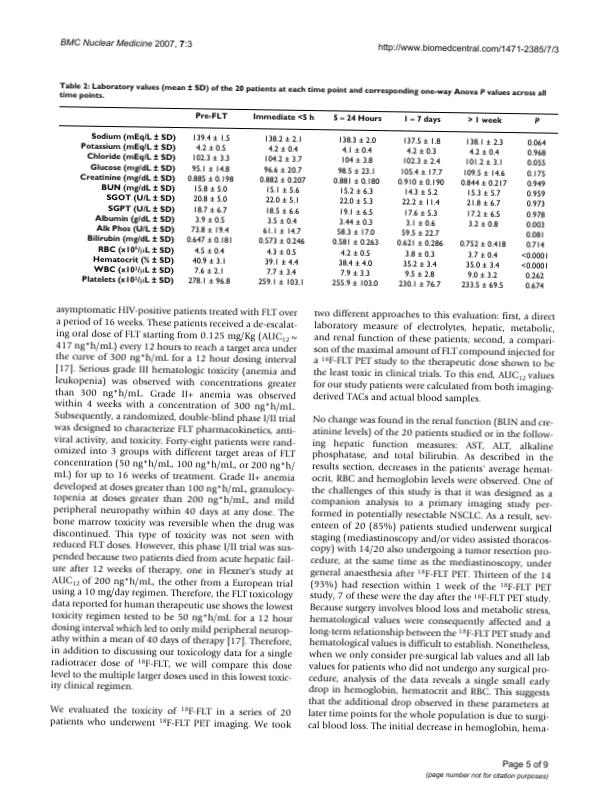 BMC Nuclear Medicine 2007, 7:3
http://www.biomedcentral.com/1471-2385/7/3
Table 2: Laboratory values (mean ± SD) of the 20 patients at each time point and corresponding one-way Anova P values across all
time points.
Pre-FLT Immediate <5 h 5 – 24 Hours 1 – 7 days > 1 week P
Sodium (mEq/L ± SD) 139.4 ± 1.5 138.2 ± 2.1 138.3 ± 2.0 137.5 ± 1.8 138.1 ± 2.3 0.064
Potassium (mEq/L ± SD) 4.2 ± 0.5 4.2 ± 0.4 4.1 ± 0.4 4.2 ± 0.3 4.2 ± 0.4 0.968
Chloride (mEq/L ± SD) 102.3 ± 3.3 104.2 ± 3.7 104 ± 3.8 102.3 ± 2.4 101.2 ± 3.1 0.055
Glucose (mg/dL ± SD) 95.1 ± 14.8 96.6 ± 20.7 98.5 ± 23.1 105.4 ± 17.7 109.5 ± 14.6 0.175
Creatinine (mg/dL ± SD) 0.885 ± 0.198 0.882 ± 0.207 0.881 ± 0.180 0.910 ± 0.190 0.844 ± 0.217 0.949
BUN (mg/dL ± SD) 15.8 ± 5.0 15.1 ± 5.6 15.2 ± 6.3 14.3 ± 5.2 15.3 ± 5.7 0.959
SGOT (U/L ± SD) 20.8 ± 5.0 22.0 ± 5.1 22.0 ± 5.3 22.2 ± 11.4 21.8 ± 6.7 0.973
SGPT (U/L ± SD) 18.7 ± 6.7 18.5 ± 6.6 19.1 ± 6.5 17.6 ± 5.3 17.2 ± 6.5 0.978
Albumin (g/dL ± SD) 3.9 ± 0.5 3.5 ± 0.4 3.44 ± 0.3 3.1 ± 0.6 3.2 ± 0.8 0.003
Alk Phos (U/L ± SD) 73.8 ± 19.4 61.1 ± 14.7 58.3 ± 17.0 59.5 ± 22.7 0.081
Bilirubin (mg/dL ± SD) 0.647 ± 0.181 0.573 ± 0.246 0.581 ± 0.263 0.621 ± 0.286 0.752 ± 0.418 0.714
RBC (x10⁶/μL ± SD) 4.5 ± 0.4 4.3 ± 0.5 4.2 ± 0.5 3.8 ± 0.3 3.7 ± 0.4 <0.0001
Hematocrit (% ± SD) 40.9 ± 3.1 39.1 ± 4.4 38.4 ± 4.0 35.2 ± 3.4 35.0 ± 3.4 <0.0001
WBC (x10³/μL ± SD) 7.6 ± 2.1 7.7 ± 3.4 7.9 ± 3.3 9.5 ± 2.8 9.0 ± 3.2 0.262
Platelets (x10³/μL ± SD) 278.1 ± 96.8 259.1 ± 103.1 255.9 ± 103.0 230.1 ± 76.7 233.5 ± 69.5 0.674
asymptomatic HIV-positive patients treated with FLT over
a period of 16 weeks. These patients received a de-escalat-
ing oral dose of FLT starting from 0.125 mg/Kg (AUC₁₂ ~
417 ng*h/mL) every 12 hours to reach a target area under
the curve of 300 ng*h/mL for a 12 hour dosing interval
[17]. Serious grade III hematologic toxicity (anemia and
leukopenia) was observed with concentrations greater
than 300 ng*h/mL. Grade II+ anemia was observed
within 4 weeks with a concentration of 300 ng*h/mL.
Subsequently, a randomized, double-blind phase I/II trial
was designed to characterize FLT pharmacokinetics, anti-
viral activity, and toxicity. Forty-eight patients were rand-
omized into 3 groups with different target areas of FLT
concentration (50 ng*h/mL, 100 ng*h/mL, or 200 ng*h/
mL) for up to 16 weeks of treatment. Grade II+ anemia
developed at doses greater than 100 ng*h/mL, granulocy-
topenia at doses greater than 200 ng*h/mL, and mild
peripheral neuropathy within 40 days at any dose. The
bone marrow toxicity was reversible when the drug was
discontinued. This type of toxicity was not seen with
reduced FLT doses. However, this phase I/II trial was sus-
pended because two patients died from acute hepatic fail-
ure after 12 weeks of therapy, one in Flexner's study at
AUC₁₂ of 200 ng*h/mL, the other from a European trial
using a 10 mg/day regimen. Therefore, the FLT toxicology
data reported for human therapeutic use shows the lowest
toxicity regimen tested to be 50 ng*h/mL for a 12 hour
dosing interval which led to only mild peripheral neurop-
athy within a mean of 40 days of therapy [17]. Therefore,
in addition to discussing our toxicology data for a single
radiotracer dose of ¹⁸F-FLT, we will compare this dose
level to the multiple larger doses used in this lowest toxic-
ity clinical regimen.
We evaluated the toxicity of ¹⁸F-FLT in a series of 20
patients who underwent ¹⁸F-FLT PET imaging. We took
two different approaches to this evaluation: first, a direct
laboratory measure of electrolytes, hepatic, metabolic,
and renal function of these patients; second, a compari-
son of the maximal amount of FLT compound injected for
a ¹⁸F-FLT PET study to the therapeutic dose shown to be
the least toxic in clinical trials. To this end, AUC₁₂ values
for our study patients were calculated from both imaging-
derived TACs and actual blood samples.
No change was found in the renal function (BUN and cre-
atinine levels) of the 20 patients studied or in the follow-
ing hepatic function measures: AST, ALT, alkaline
phosphatase, and total bilirubin. As described in the
results section, decreases in the patients' average hemat-
ocrit, RBC and hemoglobin levels were observed. One of
the challenges of this study is that it was designed as a
companion analysis to a primary imaging study per-
formed in potentially resectable NSCLC. As a result, sev-
enteen of 20 (85%) patients studied underwent surgical
staging (mediastinoscopy and/or video assisted thoracos-
copy) with 14/20 also undergoing a tumor resection pro-
cedure, at the same time as the mediastinoscopy, under
general anaesthesia after ¹⁸F-FLT PET. Thirteen of the 14
(93%) had resection within 1 week of the ¹⁸F-FLT PET
study, 7 of these were the day after the ¹⁸F-FLT PET study.
Because surgery involves blood loss and metabolic stress,
hematological values were consequently affected and a
long-term relationship between the ¹⁸F-FLT PET study and
hematological values is difficult to establish. Nonetheless,
when we only consider pre-surgical lab values and all lab
values for patients who did not undergo any surgical pro-
cedure, analysis of the data reveals a single small early
drop in hemoglobin, hematocrit and RBC. This suggests
that the additional drop observed in these parameters at
later time points for the whole population is due to surgi-
cal blood loss. The initial decrease in hemoglobin, hema-
Page 5 of 9
(page number not for citation purposes)